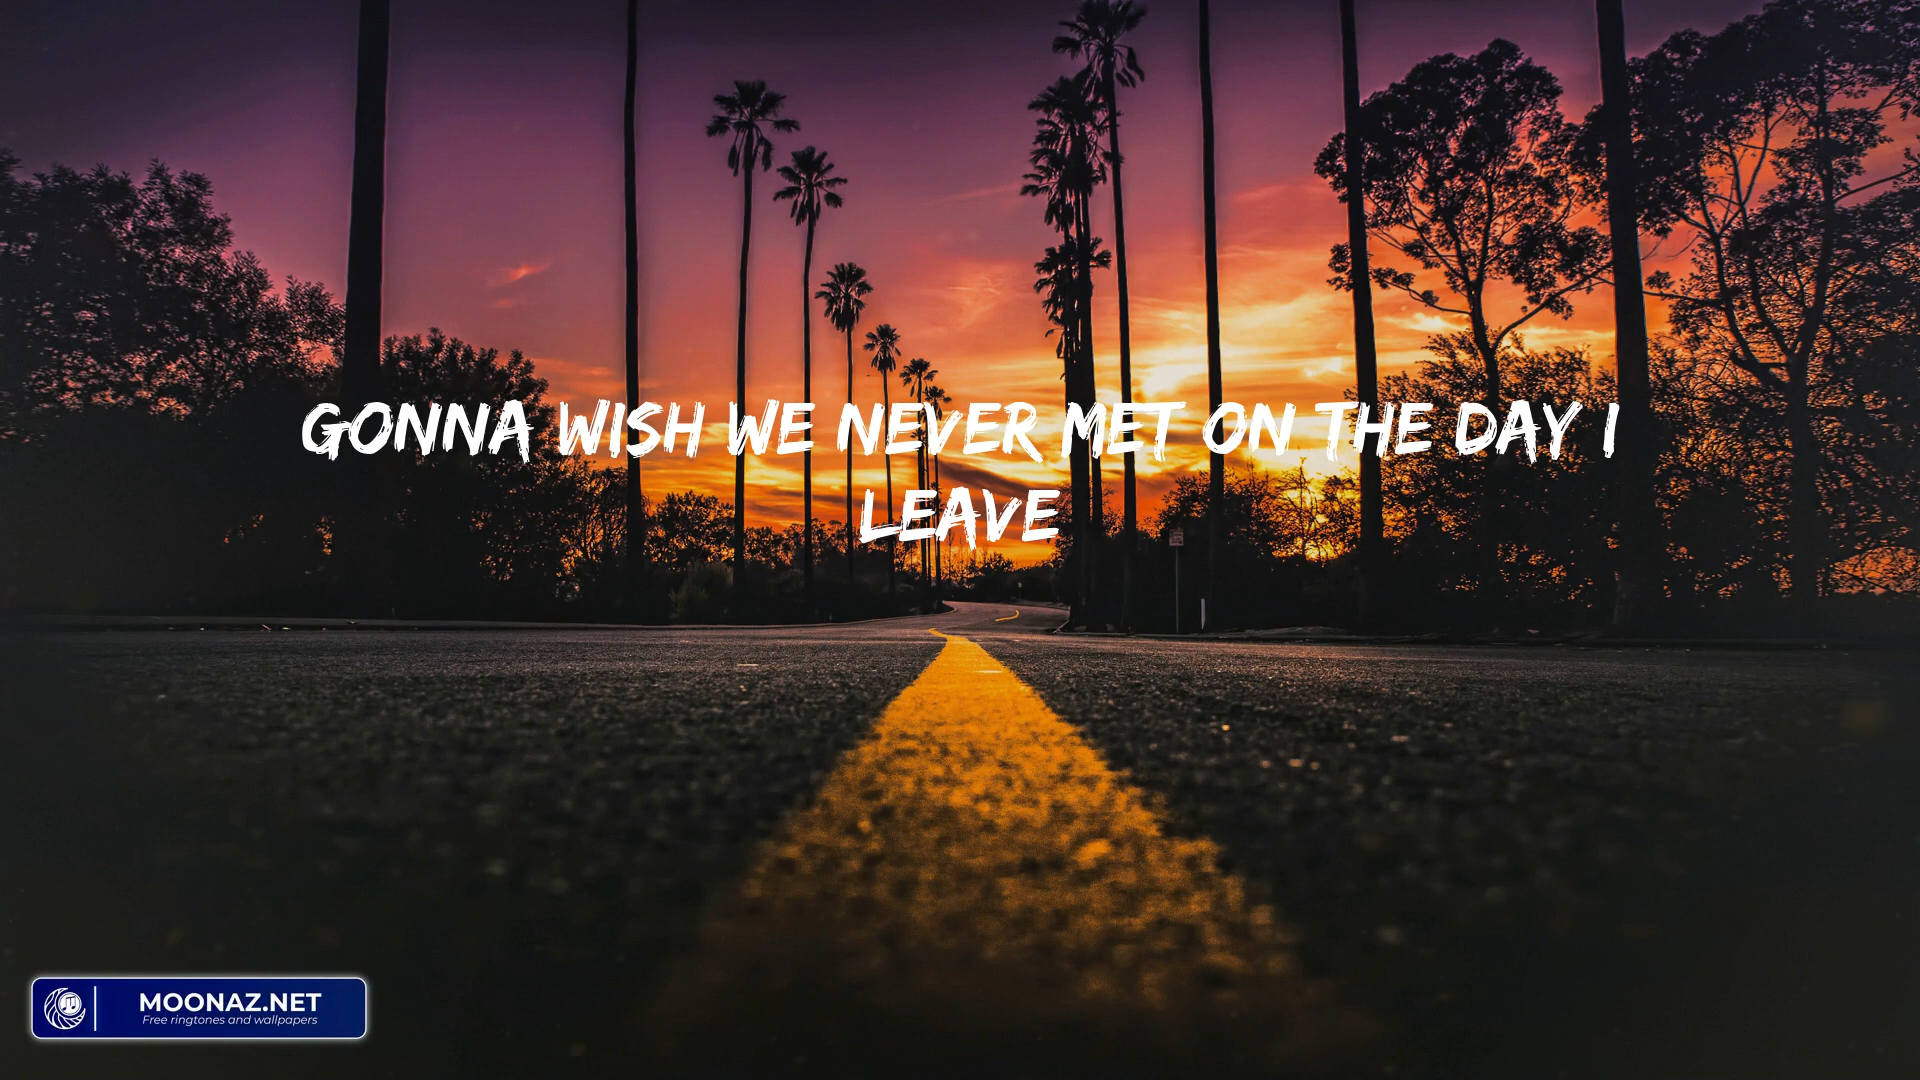 GONNA WISH WE NEVER MET ON THE DAY I
LEAVE
MOONAZ.NET
Free ringtones and wallpapers